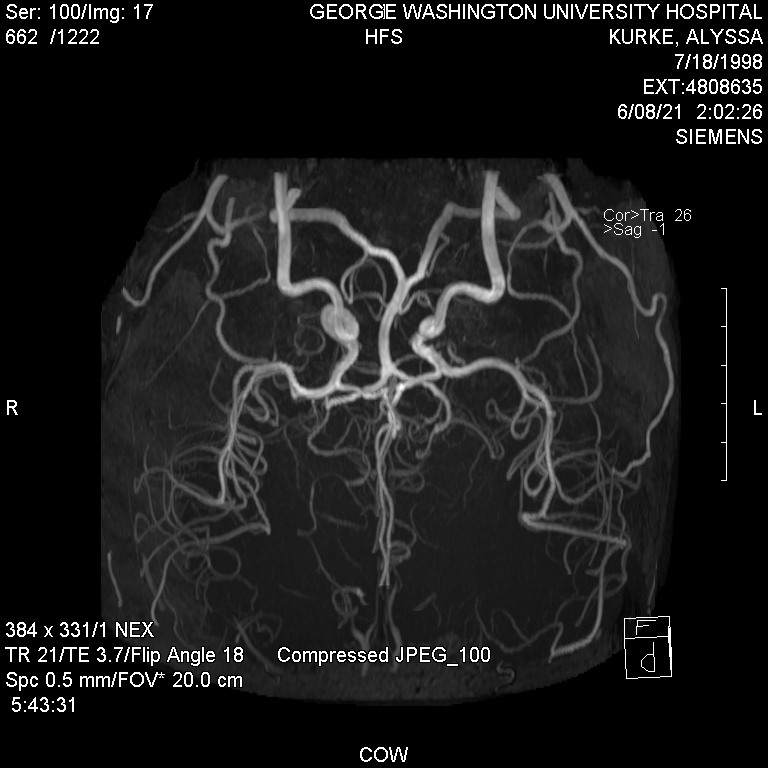 Ser: 100/Img: 17
662 /1222
HFS
GEORGE WASHINGTON UNIVERSITY HOSPITAL
KURKE, ALYSSA
7/18/1998
EXT:4808635
6/08/21 2:02:26
SIEMENS
Cor>Tra 26
>Sag -1
R
L
384 x 331/1 NEX
TR 21/TE 3.7/Flip Angle 18
Compressed JPEG_100
Spc 0.5 mm/FOV* 20.0 cm
5:43:31
F
COW